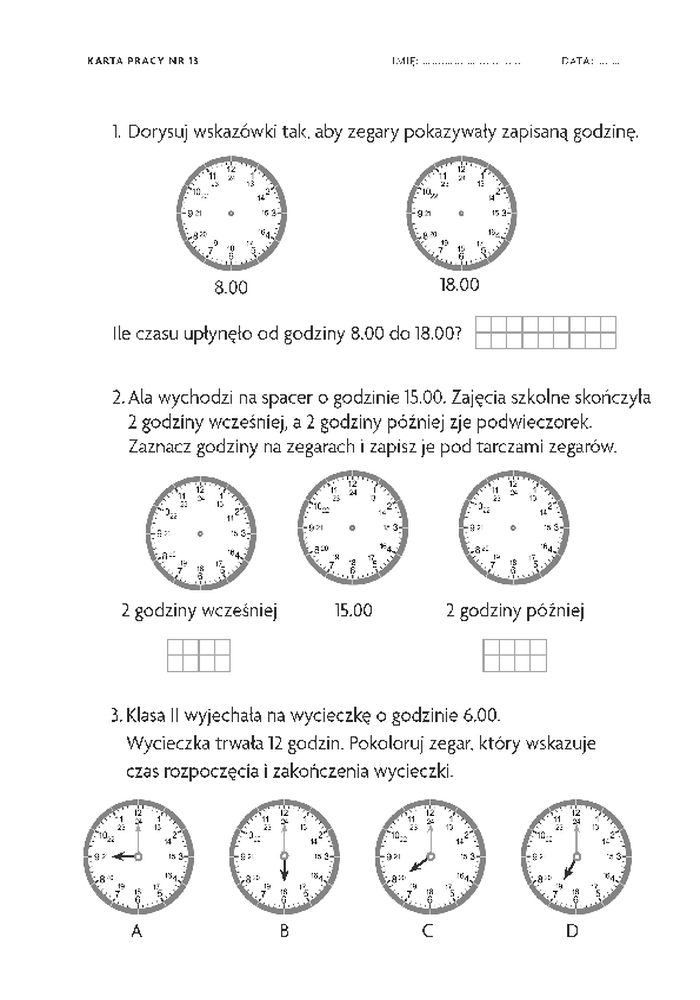 KARTA PRACY NR 13 IMIĘ: ........................... DATA: .......
1. Dorysuj wskazówki tak, aby zegary pokazywały zapisaną godzinę.
8.00 18.00
Ile czasu upłynęło od godziny 8.00 do 18.00?
2. Ala wychodzi na spacer o godzinie 15.00. Zajęcia szkolne skończyła
2 godziny wcześniej, a 2 godziny później zje podwieczorek.
Zaznacz godziny na zegarach i zapisz je pod tarczami zegarów.
2 godziny wcześniej 15.00 2 godziny później
3. Klasa II wyjechała na wycieczkę o godzinie 6.00.
Wycieczka trwała 12 godzin. Pokoloruj zegar, który wskazuje
czas rozpoczęcia i zakończenia wycieczki.
A B C D